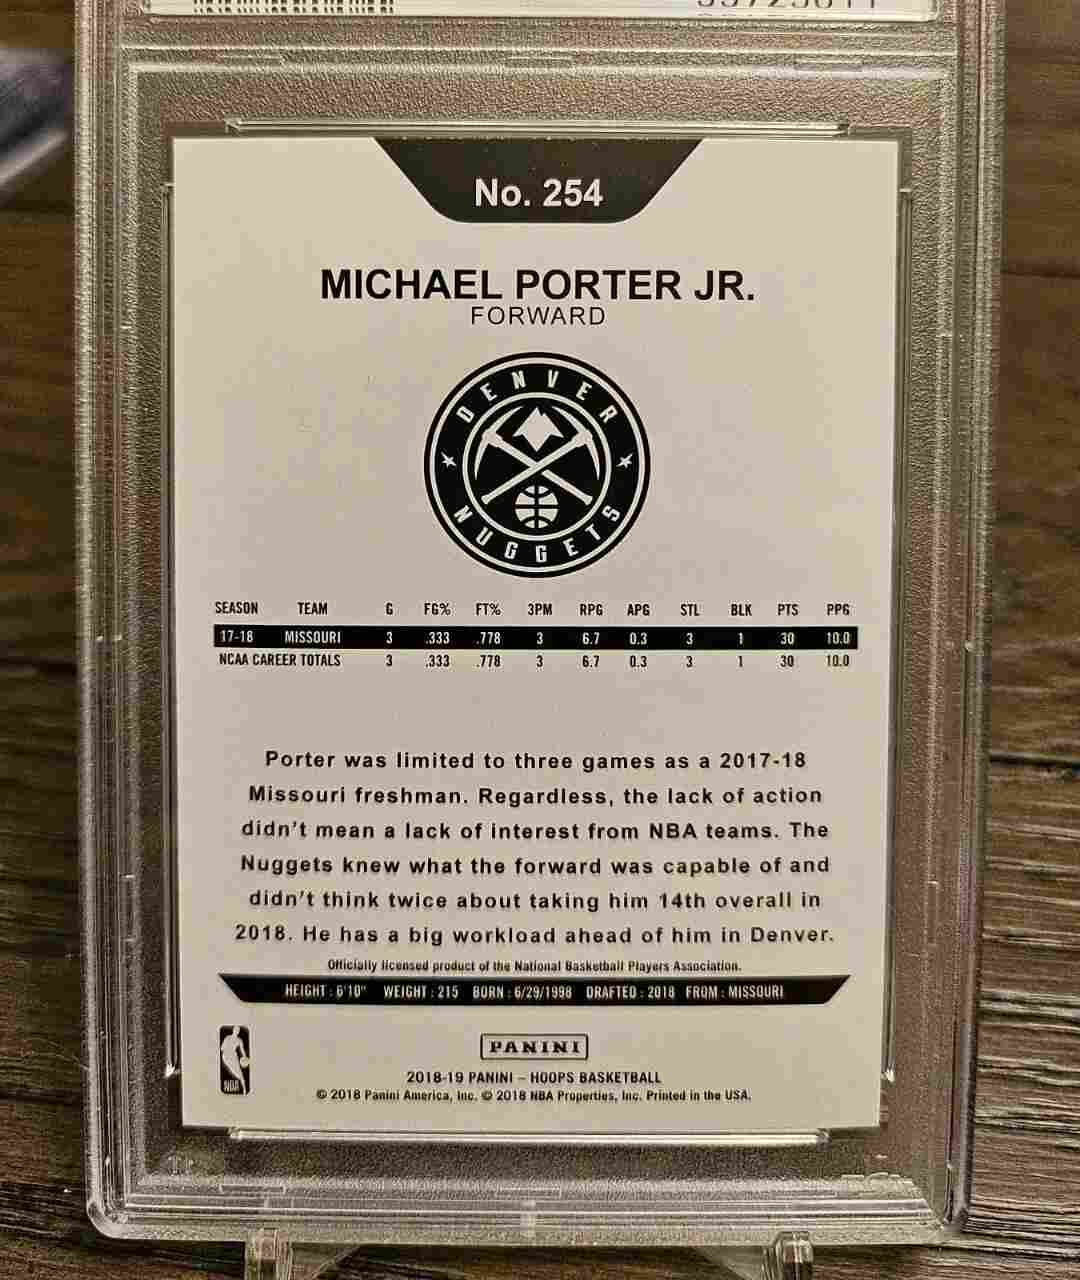 No. 254
MICHAEL PORTER JR.
FORWARD
DENVER
NUGGETS
SEASON TEAM G FG% FT% 3PM RPG APG STL BLK PTS PPG
17-18 MISSOURI 3 .333 .778 3 6.7 0.3 3 1 30 10.0
NCAA CAREER TOTALS 3 .333 .778 3 6.7 0.3 3 1 30 10.0
Porter was limited to three games as a 2017-18
Missouri freshman. Regardless, the lack of action
didn't mean a lack of interest from NBA teams. The
Nuggets knew what the forward was capable of and
didn't think twice about taking him 14th overall in
2018. He has a big workload ahead of him in Denver.
Officially licensed product of the National Basketball Players Association.
HEIGHT : 6'10" WEIGHT : 215 BORN : 6/29/1998 DRAFTED : 2018 FROM : MISSOURI
NBA
PANINI
2018-19 PANINI – HOOPS BASKETBALL
© 2018 Panini America, Inc. © 2018 NBA Properties, Inc. Printed in the USA.